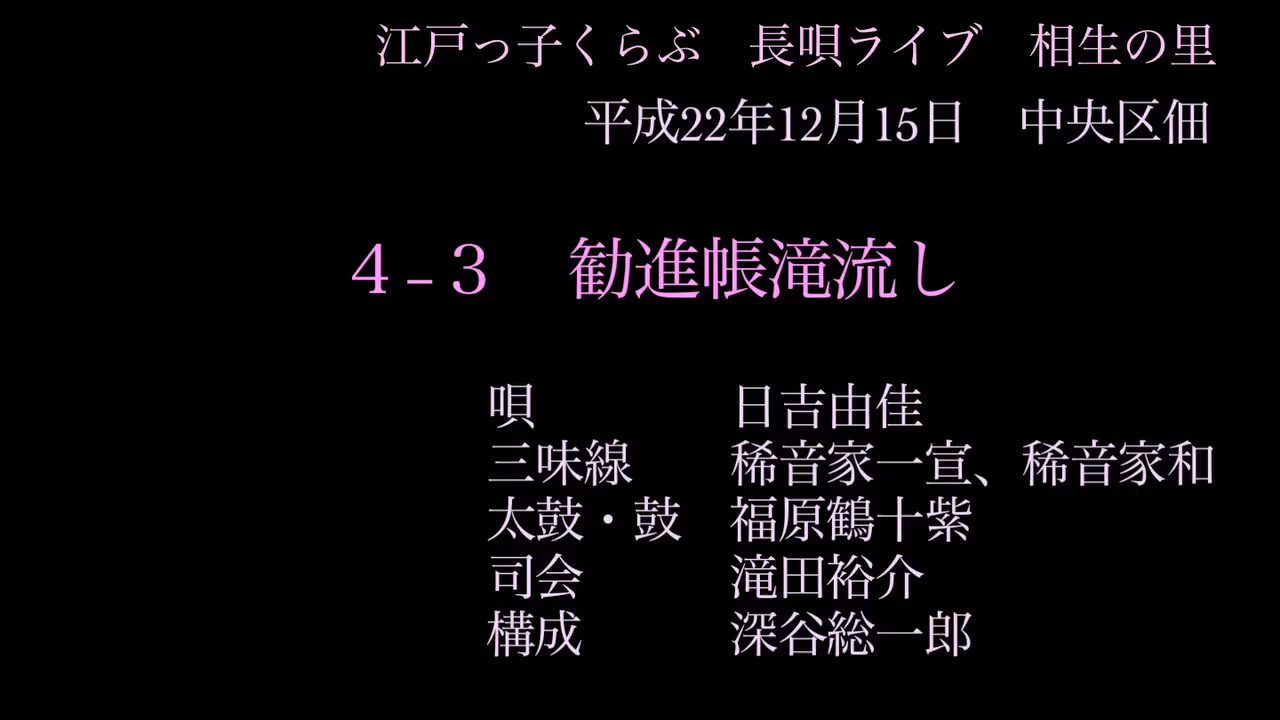 江戸っ子くらぶ　長唄ライブ　相生の里
平成22年12月15日　中央区佃
４－３　勧進帳滝流し
唄　日吉由佳
三味線　稀音家一宣、稀音家和
太鼓・鼓　福原鶴十紫
司会　滝田裕介
構成　深谷総一郎